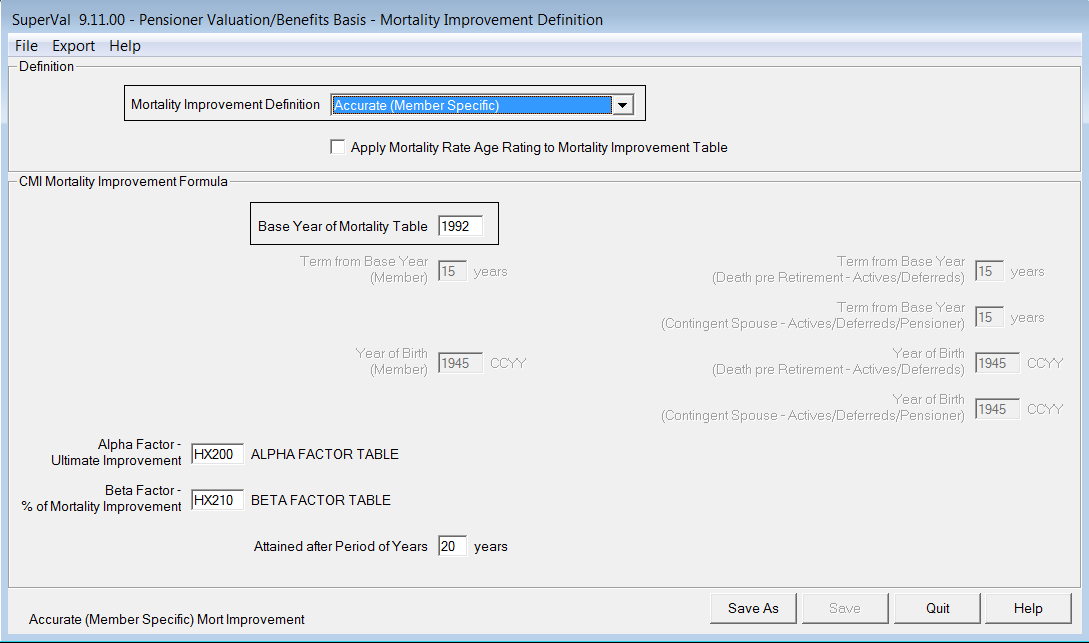 SuperVal 9.11.00 - Pensioner Valuation/Benefits Basis - Mortality Improvement Definition
File Export Help
Definition
Mortality Improvement Definition Accurate (Member Specific)
Apply Mortality Rate Age Rating to Mortality Improvement Table
CMI Mortality Improvement Formula
Base Year of Mortality Table 1992
Term from Base Year
(Member) 15 years
Term from Base Year
(Death pre Retirement - Actives/Deferreds) 15 years
Term from Base Year
(Contingent Spouse - Actives/Deferreds/Pensioner) 15 years
Year of Birth
(Member) 1945 CCYY
Year of Birth
(Death pre Retirement - Actives/Deferreds) 1945 CCYY
Year of Birth
(Contingent Spouse - Actives/Deferreds/Pensioner) 1945 CCYY
Alpha Factor -
Ultimate Improvement HX200 ALPHA FACTOR TABLE
Beta Factor -
% of Mortality Improvement HX210 BETA FACTOR TABLE
Attained after Period of Years 20 years
Accurate (Member Specific) Mort Improvement
Save As Save Quit Help